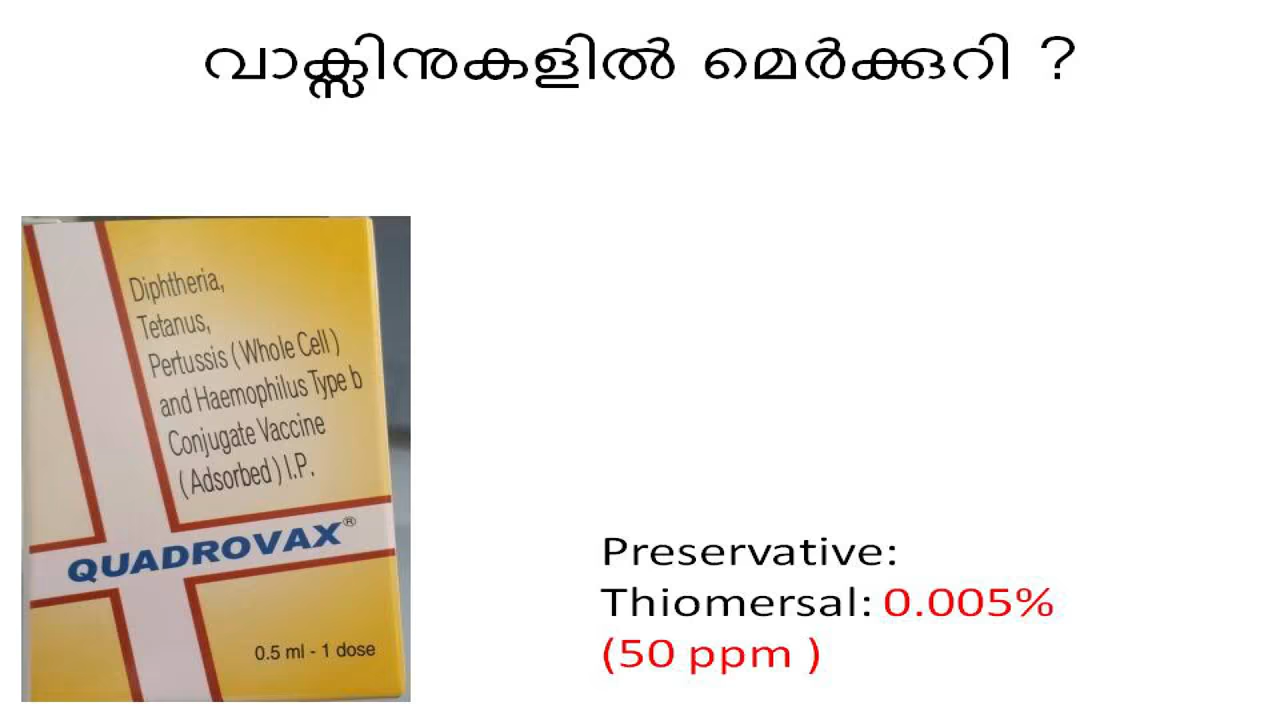 വാക്സിനുകളിൽ മെർക്കുറി ?
Diphtheria,
Tetanus,
Pertussis ( Whole Cell )
and Haemophilus Type b
Conjugate Vaccine
( Adsorbed ) I.P.
QUADROVAX®
0.5 ml - 1 dose
Preservative:
Thiomersal: 0.005%
(50 ppm )